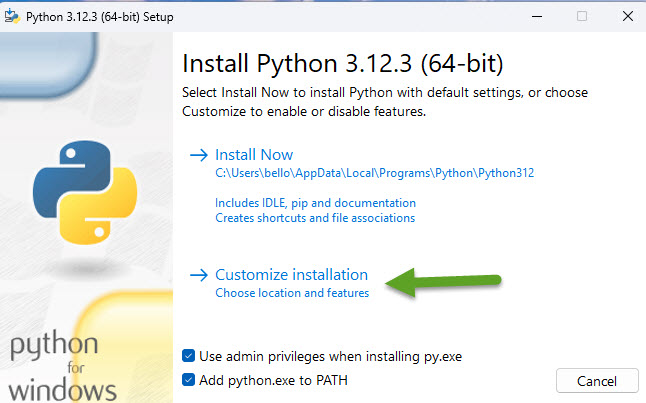 Python 3.12.3 (64-bit) Setup
Install Python 3.12.3 (64-bit)
Select Install Now to install Python with default settings, or choose
Customize to enable or disable features.
Install Now
C:\Users\bello\AppData\Local\Programs\Python\Python312
Includes IDLE, pip and documentation
Creates shortcuts and file associations
Customize installation
Choose location and features
python
for
windows
Use admin privileges when installing py.exe
Add python.exe to PATH
Cancel